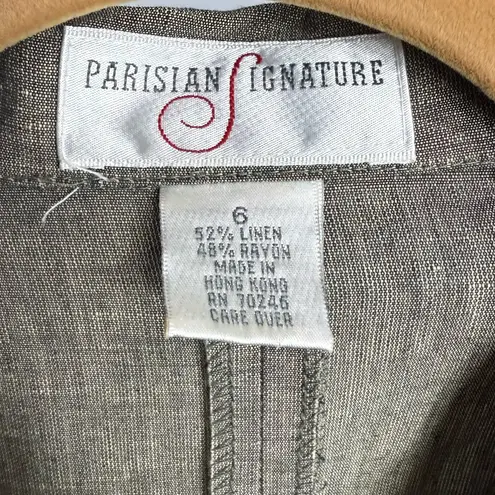 PARISIAN SIGNATURE
6
52% LINEN
48% RAYON
MADE IN
HONG KONG
RN 70246
CARE OVER